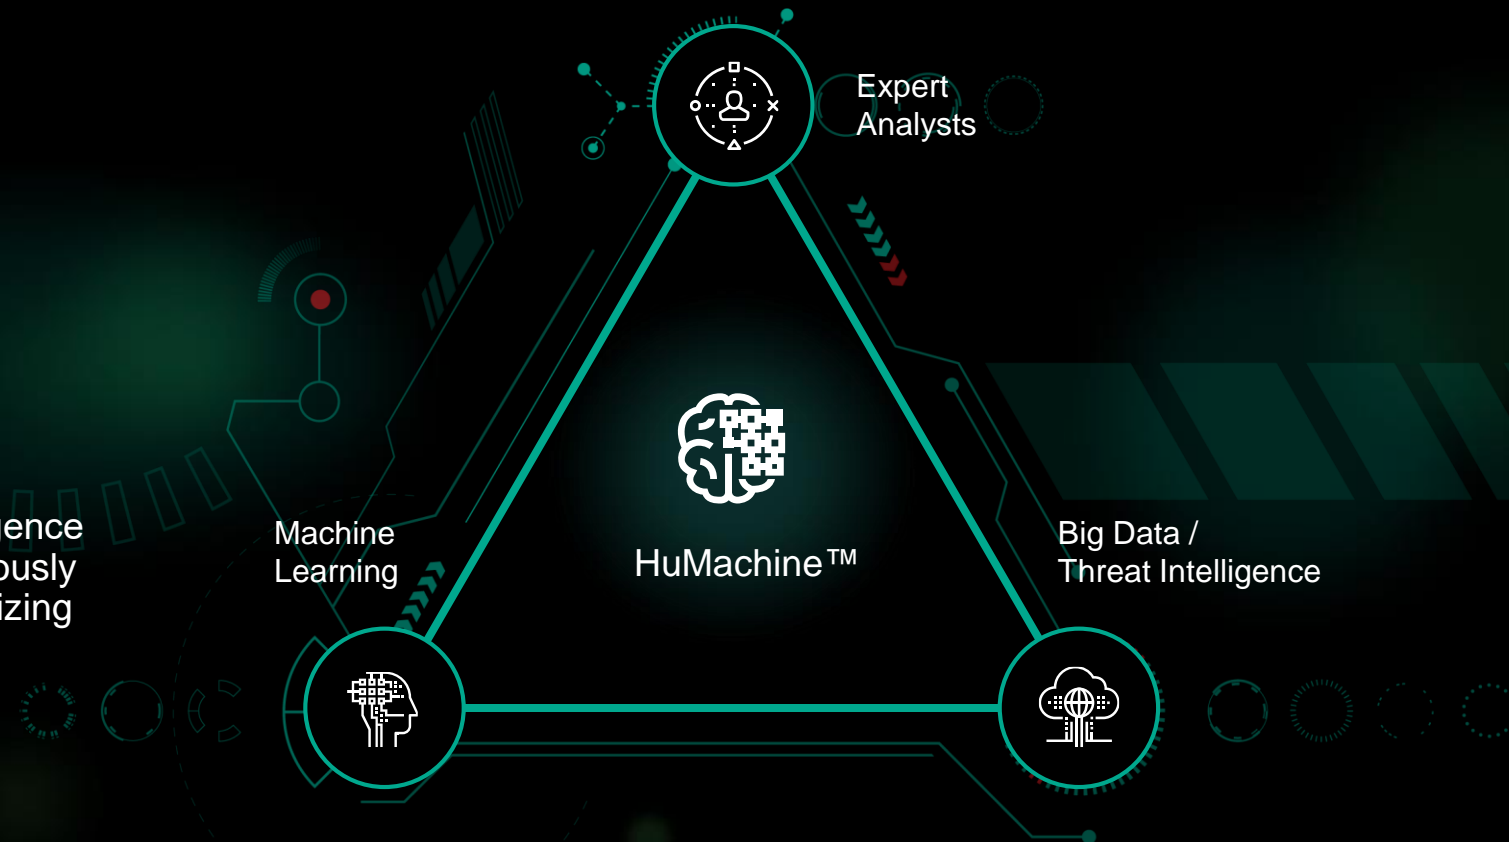 Expert
Analysts
Machine
Learning
HuMachine™
Big Data /
Threat Intelligence